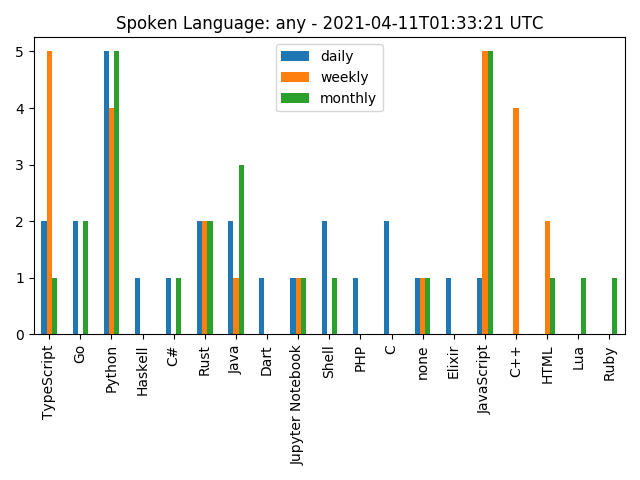 Spoken Language: any - 2021-04-11T01:33:21 UTC
daily
weekly
monthly
5
4
3
2
1
0
TypeScript
Go
Python
Haskell
C#
Rust
Java
Dart
Jupyter Notebook
Shell
PHP
C
none
Elixir
JavaScript
C++
HTML
Lua
Ruby